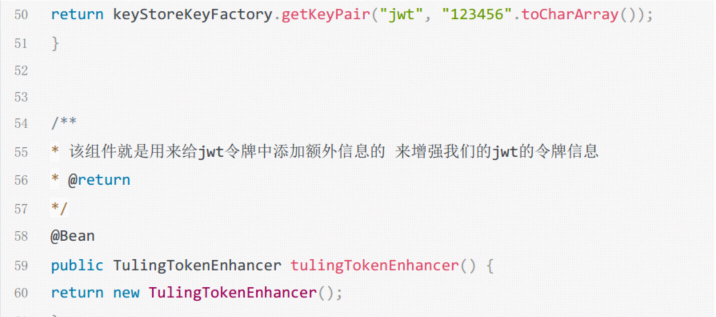 50 return keyStoreKeyFactory.getKeyPair("jwt", "123456".toCharArray());
51 }
52
53
54 /**
55 * 该组件就是用来给jwt令牌中添加额外信息的 来增强我们的jwt的令牌信息
56 * @return
57 */
58 @Bean
59 public TulingTokenEnhancer tulingTokenEnhancer() {
60 return new TulingTokenEnhancer();